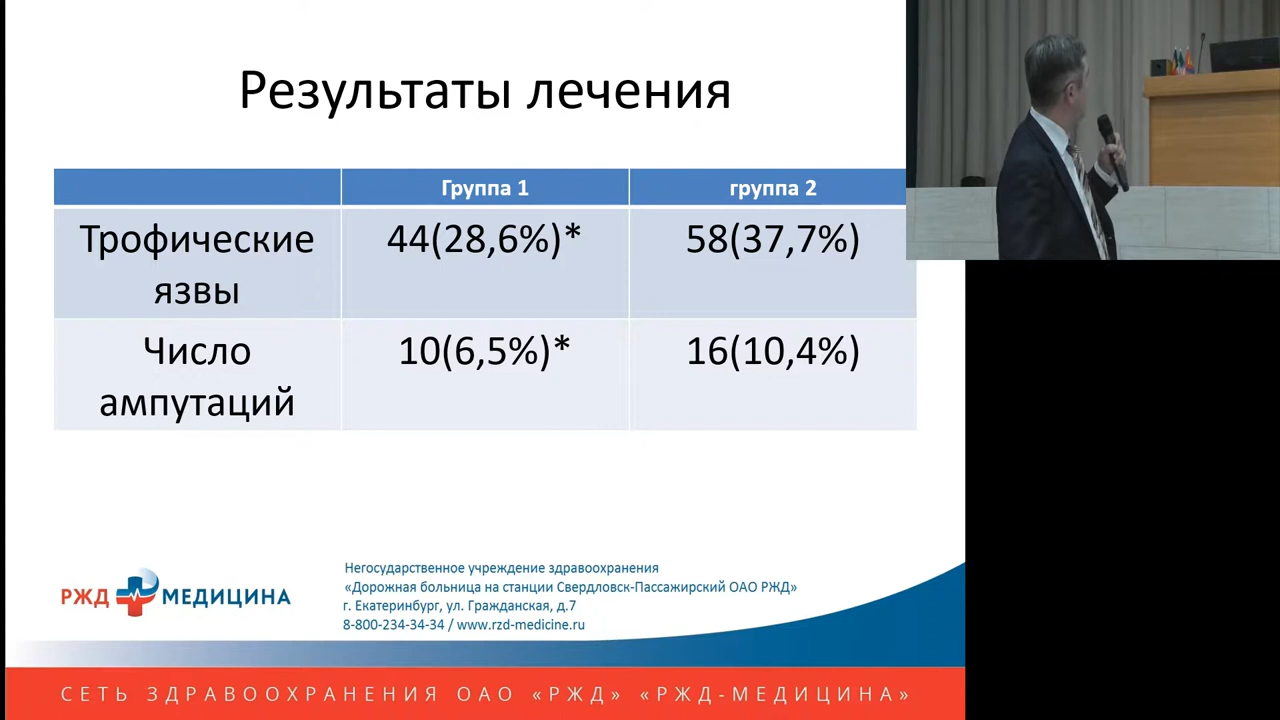 Результаты лечения
Группа 1
группа 2
Трофические
язвы
44(28,6%)*
58(37,7%)
Число
ампутаций
10(6,5%)*
16(10,4%)
РЖД МЕДИЦИНА
Негосударственное учреждение здравоохранения
«Дорожная больница на станции Свердловск-Пассажирский ОАО РЖД»
г. Екатеринбург, ул. Гражданская, д.7
8-800-234-34-34 / www.rzd-medicine.ru
СЕТЬ ЗДРАВООХРАНЕНИЯ ОАО «РЖД» «РЖД-МЕДИЦИНА»